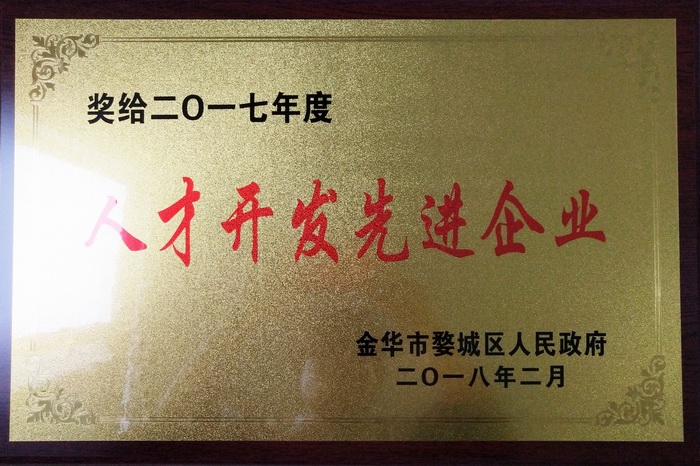 奖给二〇一七年度
人才开发先进企业
金华市婺城区人民政府
二〇一八年二月